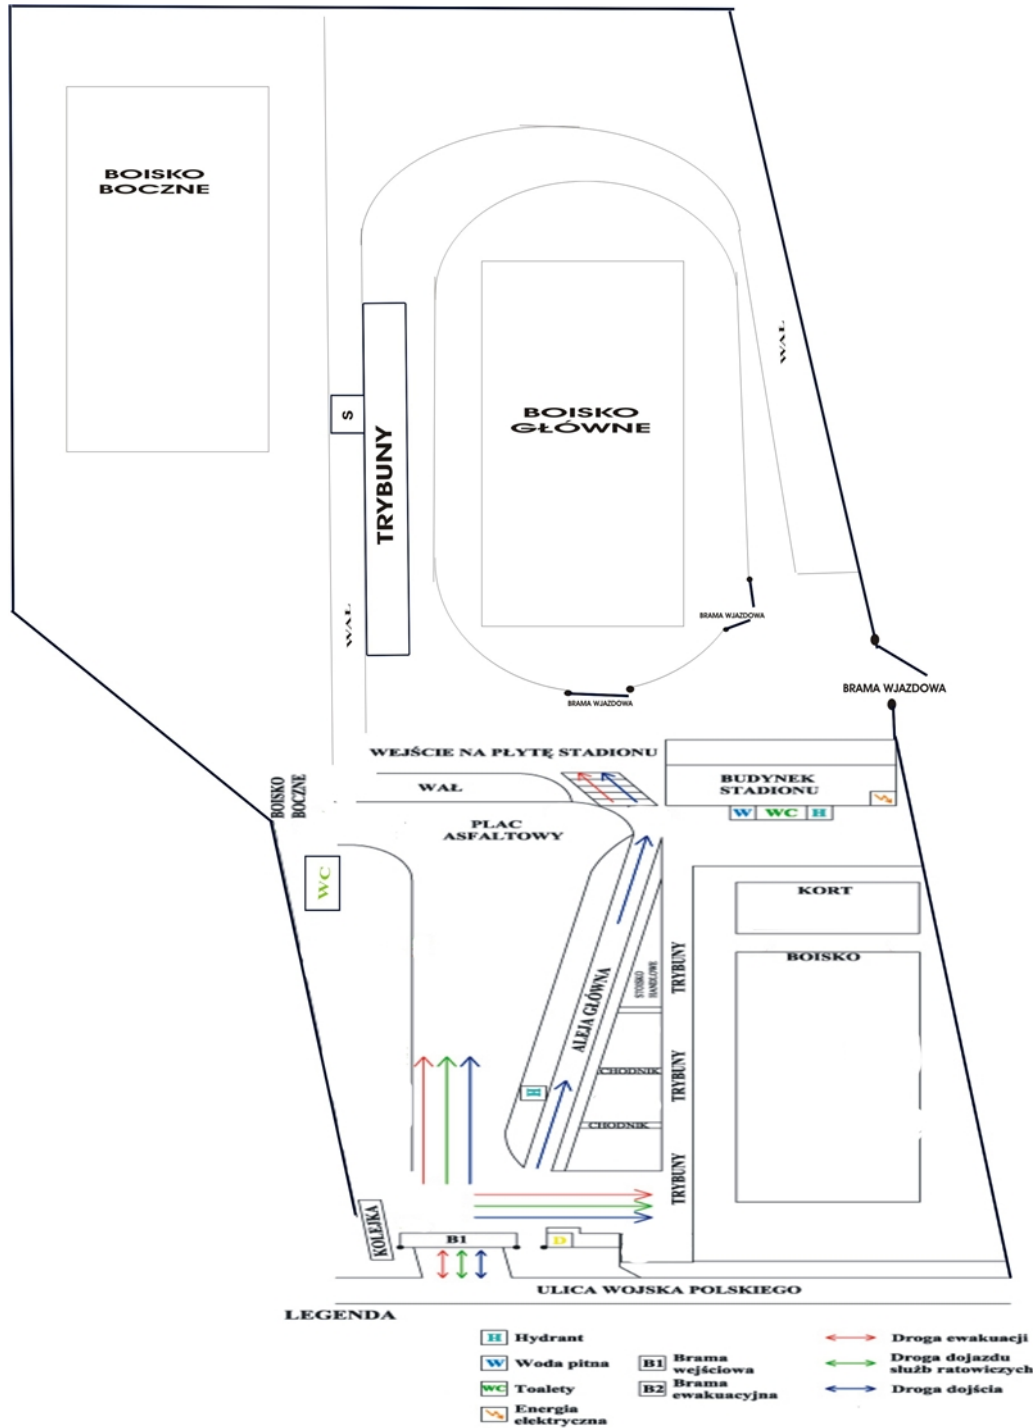 BOISKO
BOCZNE
WAŁ
BOISKO
GŁÓWNE
S
TRYBUNY
WAŁ
BRAMA WJAZDOWA
BRAMA WJAZDOWA
BRAMA WJAZDOWA
WEJŚCIE NA PŁYTĘ STADIONU
BOISKO
BOCZNE
WAŁ
BUDYNEK
STADIONU
W WC H
PLAC
ASFALTOWY
WC
KORT
BOISKO
TRYBUNY
STOISKO
HANDLOWE
ALEJA GŁÓWNA
CHODNIK
TRYBUNY
H
CHODNIK
TRYBUNY
KOLEJKA
B1
D
ULICA WOJSKA POLSKIEGO
LEGENDA
H Hydrant
W Woda pitna
WC Toalety
Energia
elektryczna
B1 Brama
wejściowa
B2 Brama
ewakuacyjna
Droga ewakuacji
Droga dojazdu
służb ratowiczych
Droga dojścia